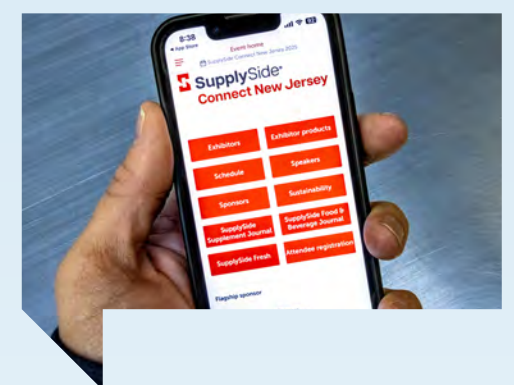 8:38
App Store
Event home
SupplySide Connect New Jersey 2025
SupplySide
Connect New Jersey
Exhibitors
Exhibitor products
Schedule
Speakers
Sponsors
Sustainability
SupplySide
Supplement Journal
SupplySide Food &
Beverage Journal
SupplySide Fresh
Attendee registration
Flagship sponsor